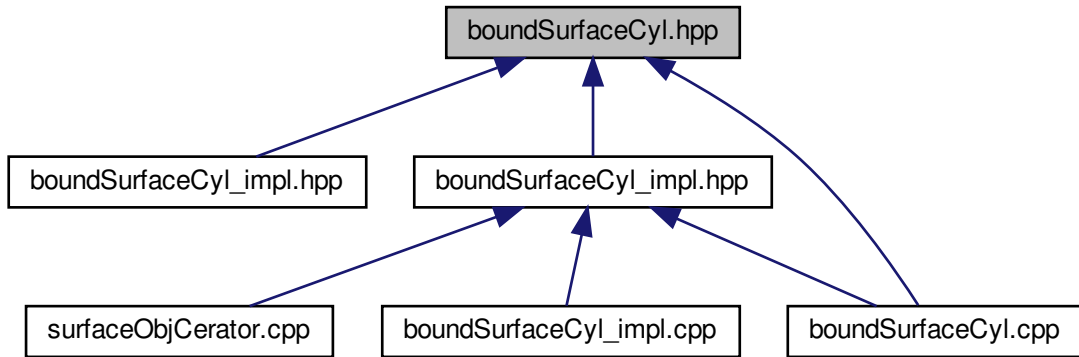 boundSurfaceCyl.hpp
boundSurfaceCyl_impl.hpp
boundSurfaceCyl_impl.hpp
surfaceObjCerator.cpp
boundSurfaceCyl_impl.cpp
boundSurfaceCyl.cpp